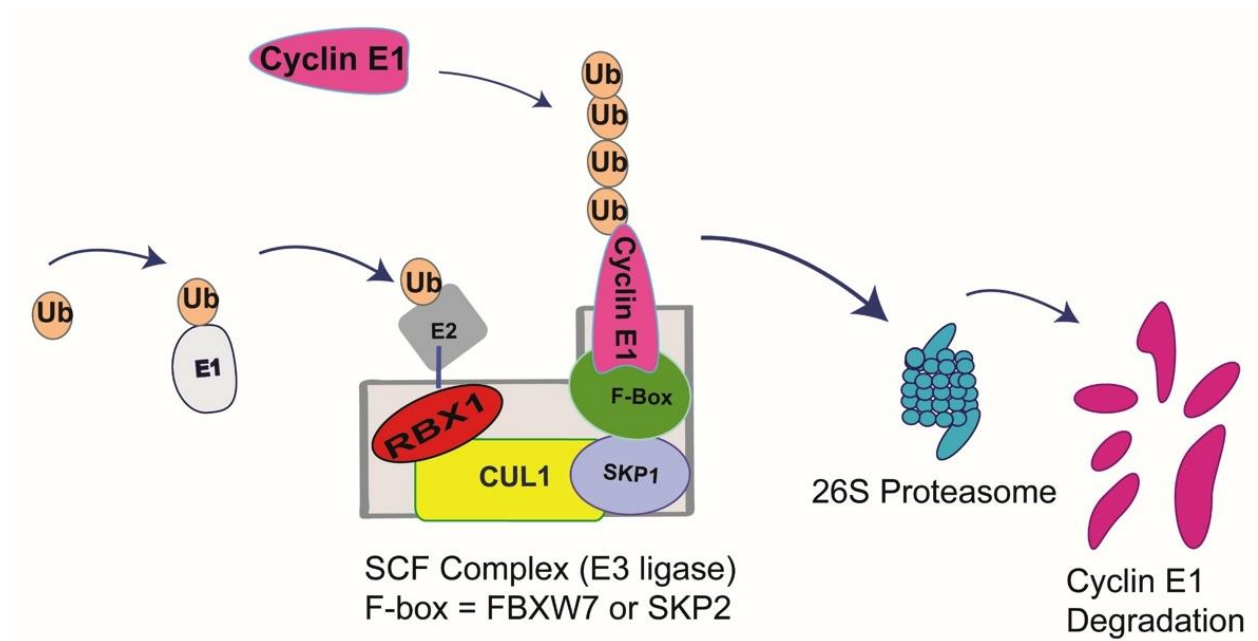 Cyclin E1
Ub
Ub
Ub
Ub
Cyclin E1
Ub
Ub
E1
Ub
E2
RBX1
CUL1
F-Box
SKP1
26S Proteasome
SCF Complex (E3 ligase)
F-box = FBXW7 or SKP2
Cyclin E1
Degradation